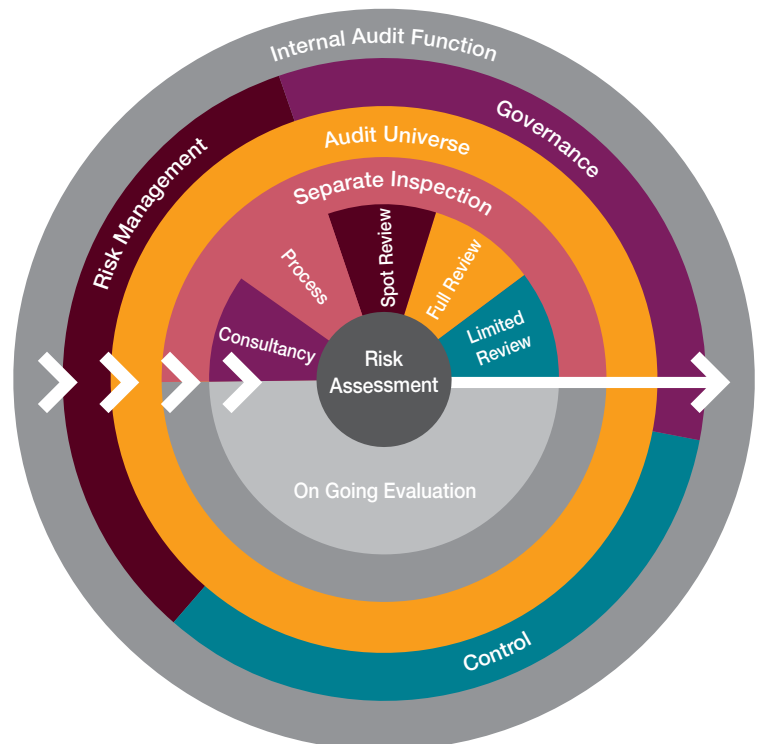 Internal Audit Function
Governance
Risk Management
Audit Universe
Separate Inspection
Consultancy
Process
Spot Review
Full Review
Limited
Review
Risk
Assessment
On Going Evaluation
Control